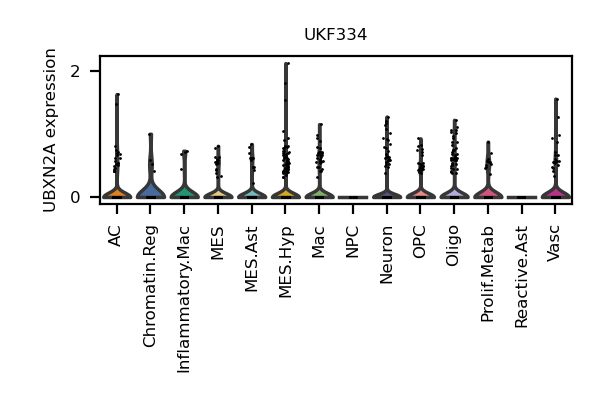 UKF334
UBXN2A expression
2
0
AC
Chromatin.Reg
Inflammatory.Mac
MES
MES.Ast
MES.Hyp
Mac
NPC
Neuron
OPC
Oligo
Prolif.Metab
Reactive.Ast
Vasc